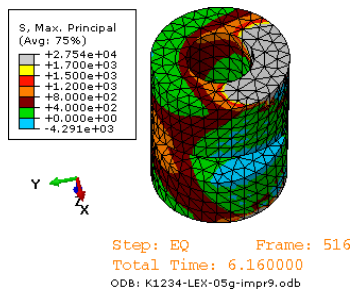 S, Max. Principal
(Avg: 75%)
+2.754e+04
+1.700e+03
+1.500e+03
+1.200e+03
+8.000e+02
+4.000e+02
+0.000e+00
-4.291e+03
Y
Z
X
Step: EQ Frame: 516
Total Time: 6.160000
ODB: K1234-LEX-05g-impr9.odb